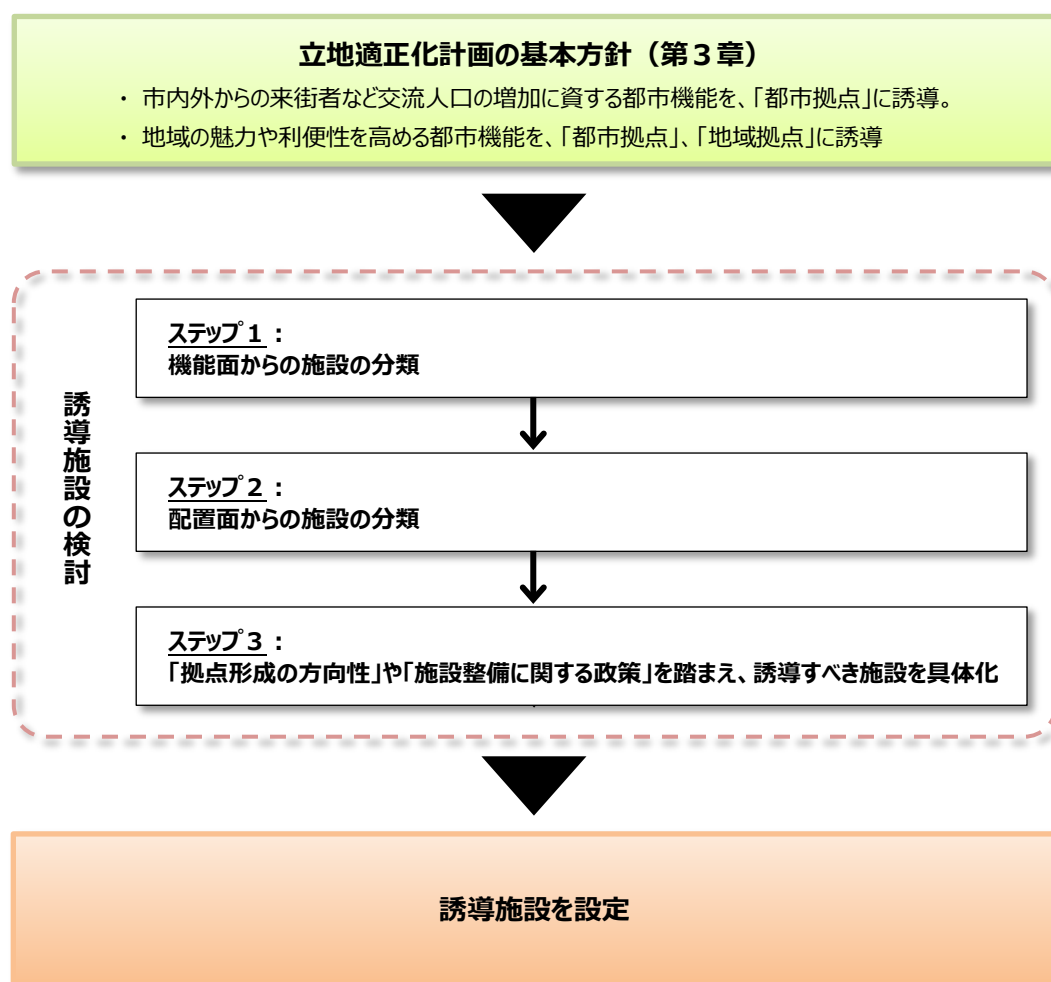 立地適正化計画の基本方針（第３章）
・ 市内外からの来街者など交流人口の増加に資する都市機能を、「都市拠点」に誘導。
・ 地域の魅力や利便性を高める都市機能を、「都市拠点」、「地域拠点」に誘導
誘導施設の検討
ステップ１：
機能面からの施設の分類
ステップ２：
配置面からの施設の分類
ステップ３：
「拠点形成の方向性」や「施設整備に関する政策」を踏まえ、誘導すべき施設を具体化
誘導施設を設定